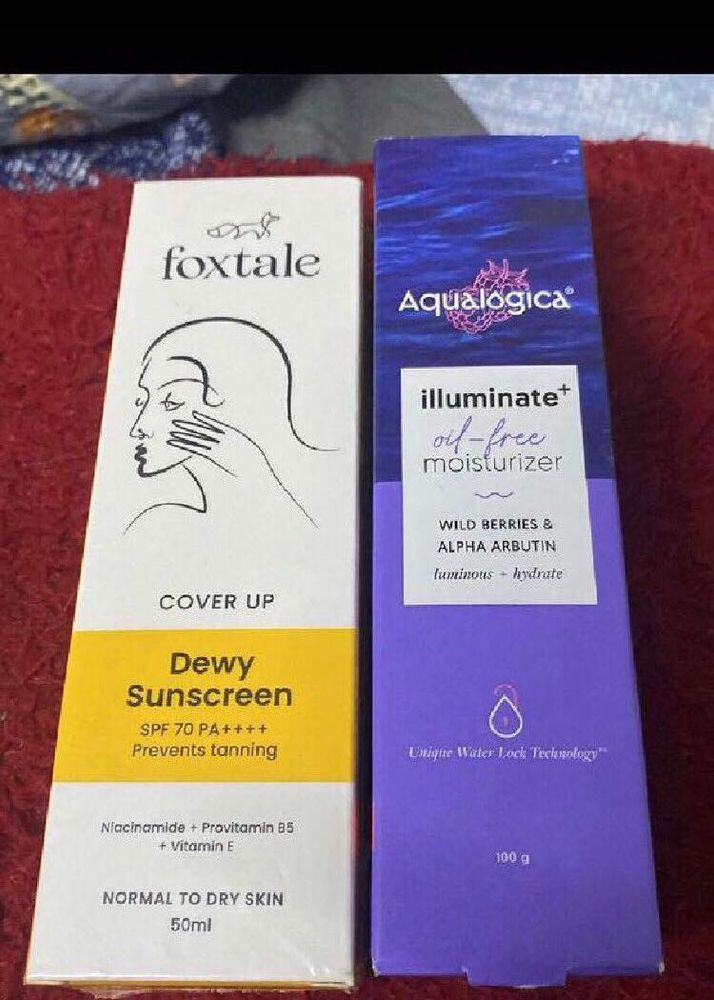 foxtale
COVER UP
Dewy
Sunscreen
SPF 70 PA++++
Prevents tanning
Niacinamide + Provitamin B5
+ Vitamin E
NORMAL TO DRY SKIN
50ml
Aqualogica®
illuminate+
oil-free
moisturizer
WILD BERRIES &
ALPHA ARBUTIN
luminous + hydrate
Unique Water Lock Technology™
100 g